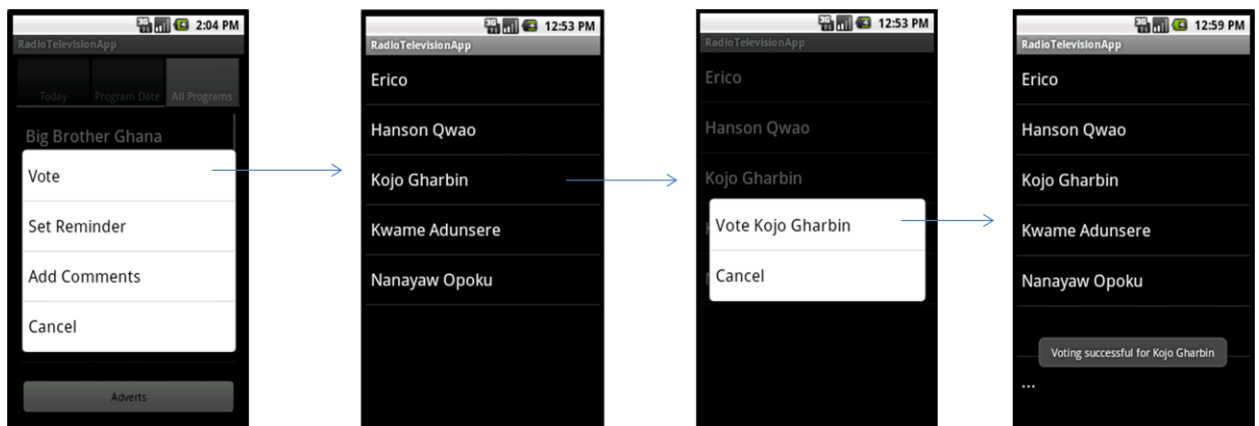 2:04 PM
RadioTelevisionApp
Today Program Date All Programs
Big Brother Ghana
Vote
Set Reminder
Add Comments
Cancel
Adverts
3G 12:53 PM
RadioTelevisionApp
Erico
Hanson Qwao
Kojo Gharbin
Kwame Adunsere
Nanayaw Opoku
3G 12:53 PM
RadioTelevisionApp
Erico
Hanson Qwao
Kojo Gharbin
Vote Kojo Gharbin
Cancel
3G 12:59 PM
RadioTelevisionApp
Erico
Hanson Qwao
Kojo Gharbin
Kwame Adunsere
Nanayaw Opoku
Voting successful for Kojo Gharbin
...